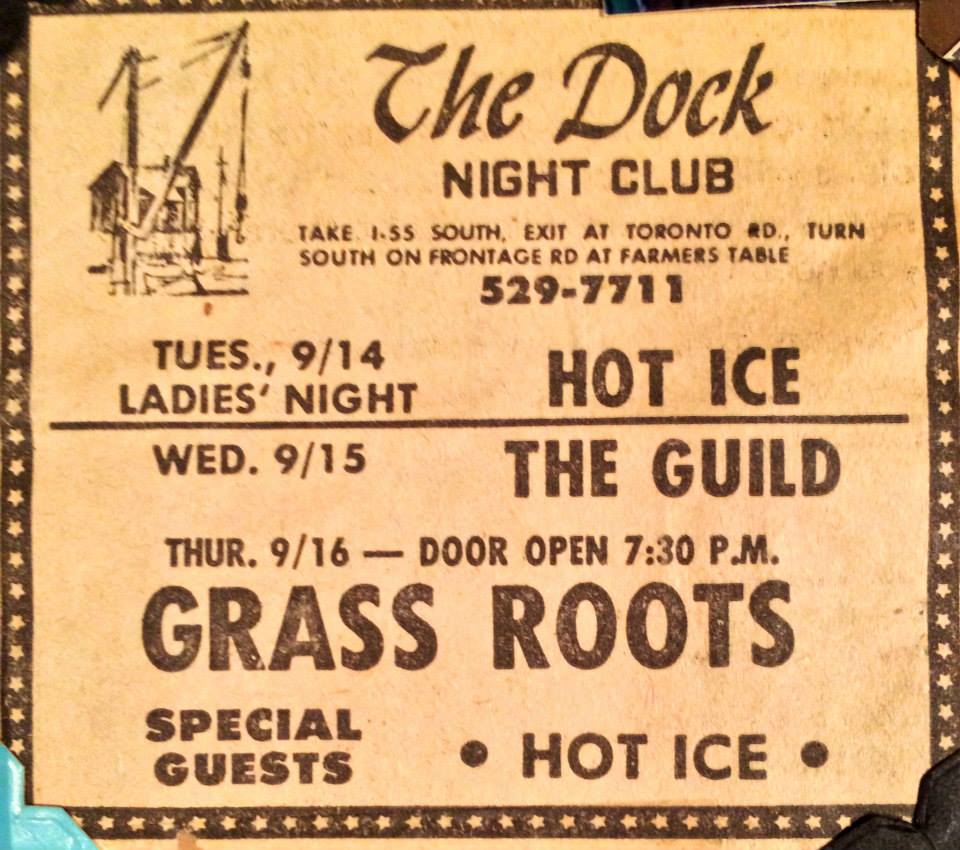 The Dock
NIGHT CLUB
TAKE I-55 SOUTH, EXIT AT TORONTO RD., TURN
SOUTH ON FRONTAGE RD AT FARMERS TABLE
529-7711
TUES., 9/14
LADIES' NIGHT
HOT ICE
WED. 9/15
THE GUILD
THUR. 9/16 — DOOR OPEN 7:30 P.M.
GRASS ROOTS
SPECIAL
GUESTS
• HOT ICE •